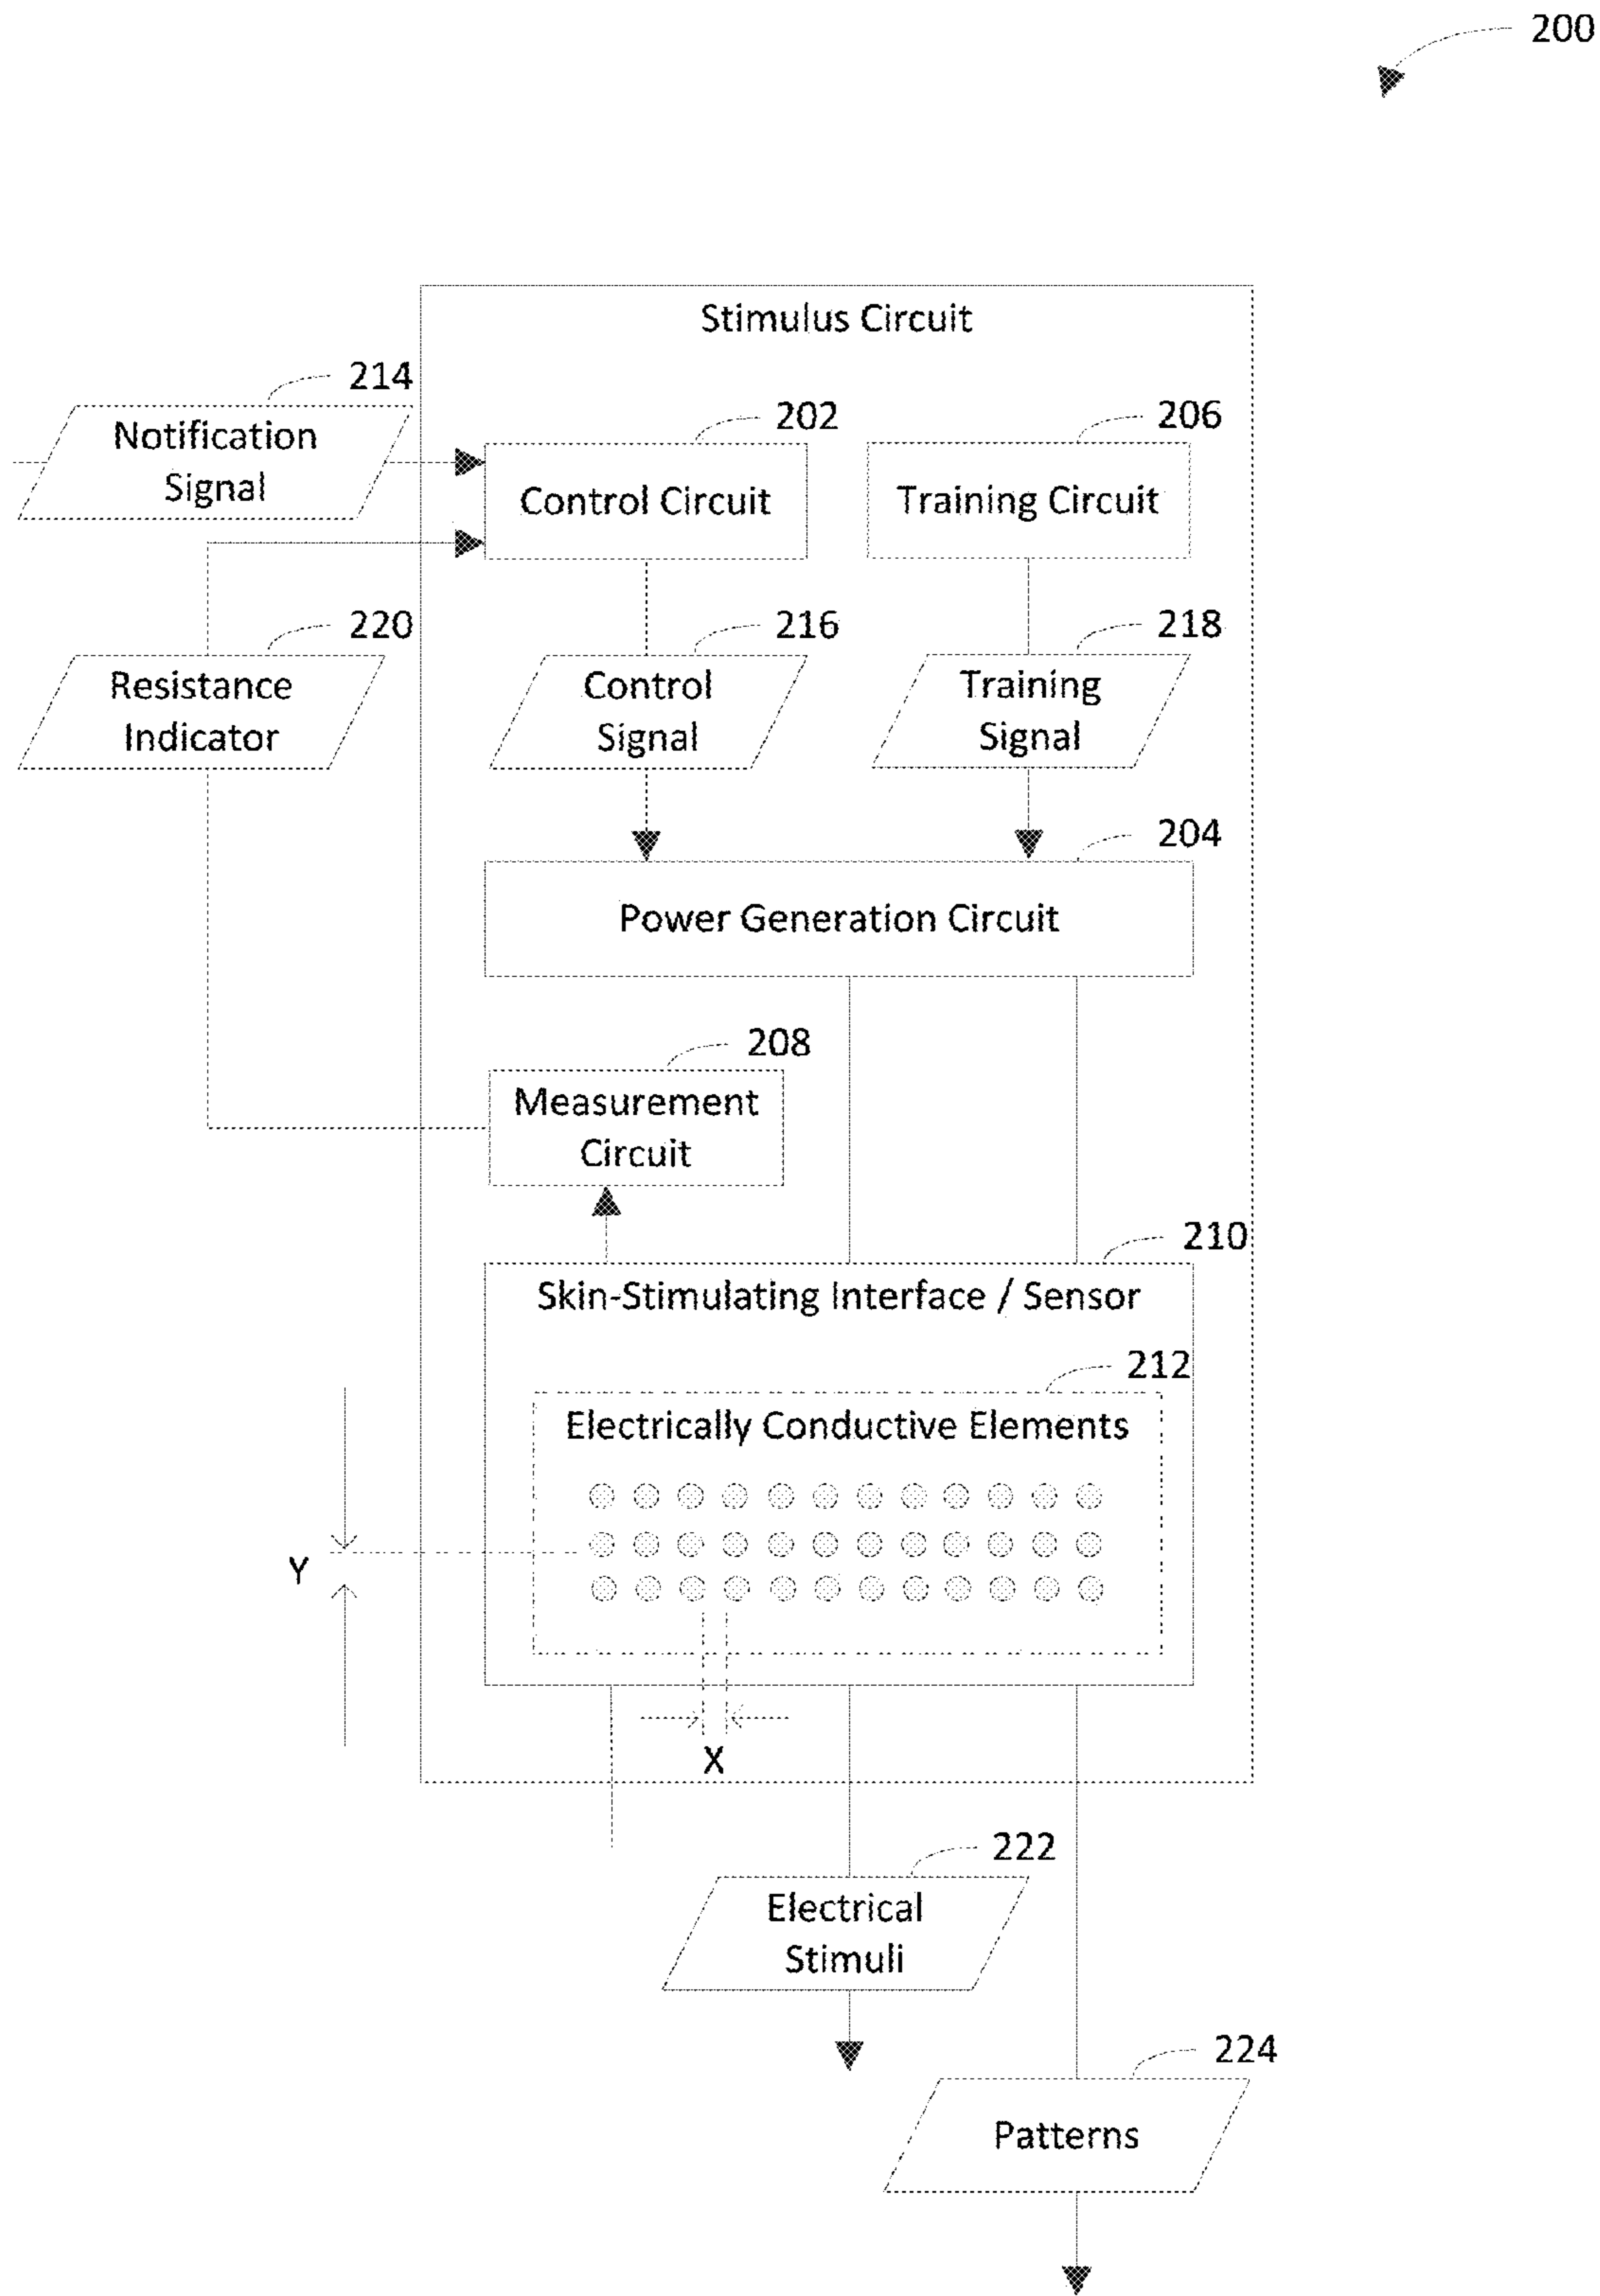 200
Stimulus Circuit
214
Notification
Signal
202
Control Circuit
206
Training Circuit
220
Resistance
Indicator
216
Control
Signal
218
Training
Signal
204
Power Generation Circuit
208
Measurement
Circuit
210
Skin-Stimulating Interface / Sensor
212
Electrically Conductive Elements
Y
X
222
Electrical
Stimuli
224
Patterns